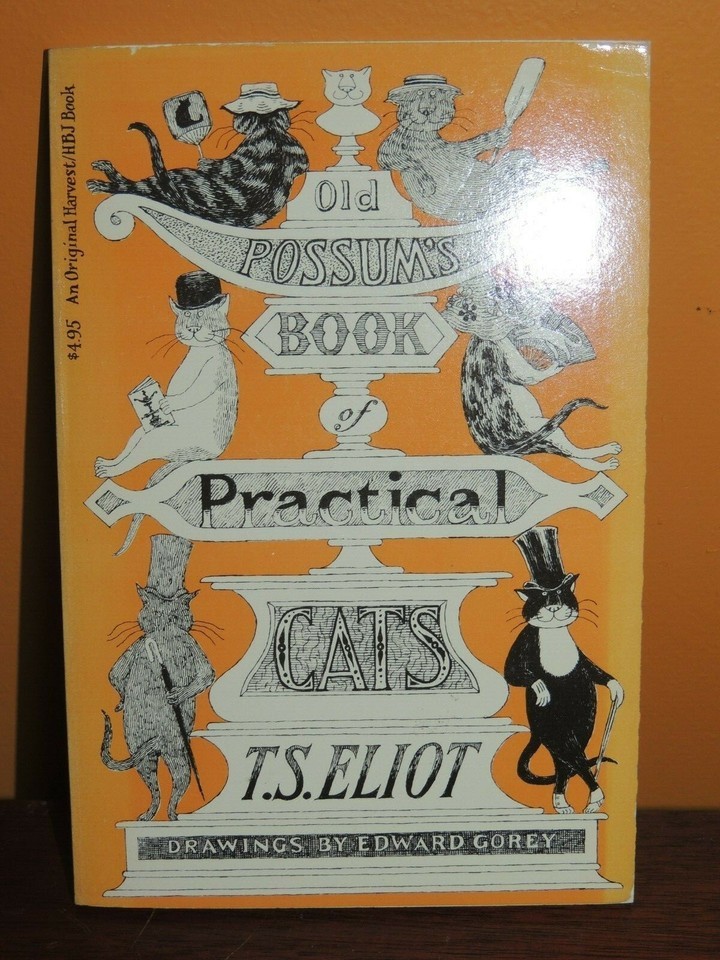 $4.95 An Original Harvest/HBJ Book
Old
POSSUM'S
BOOK
of
Practical
CATS
T.S. ELIOT
DRAWINGS BY EDWARD GOREY